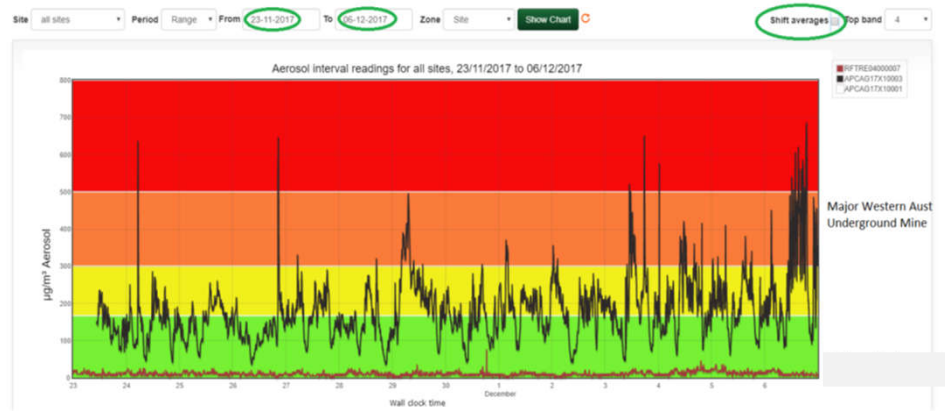 Site all sites Period Range From 23-11-2017 To 06-12-2017 Zone Site Show Chart Shift averages Top band 4
Aerosol interval readings for all sites, 23/11/2017 to 06/12/2017
RFTRE04000007
APCAG17X10003
APCAG17X10001
800
700
600
500
400
300
200
100
0
µg/m³ Aerosol
Major Western Aust
Underground Mine
23 24 25 26 27 28 29 30 1 2 3 4 5 6
December
Wall clock time